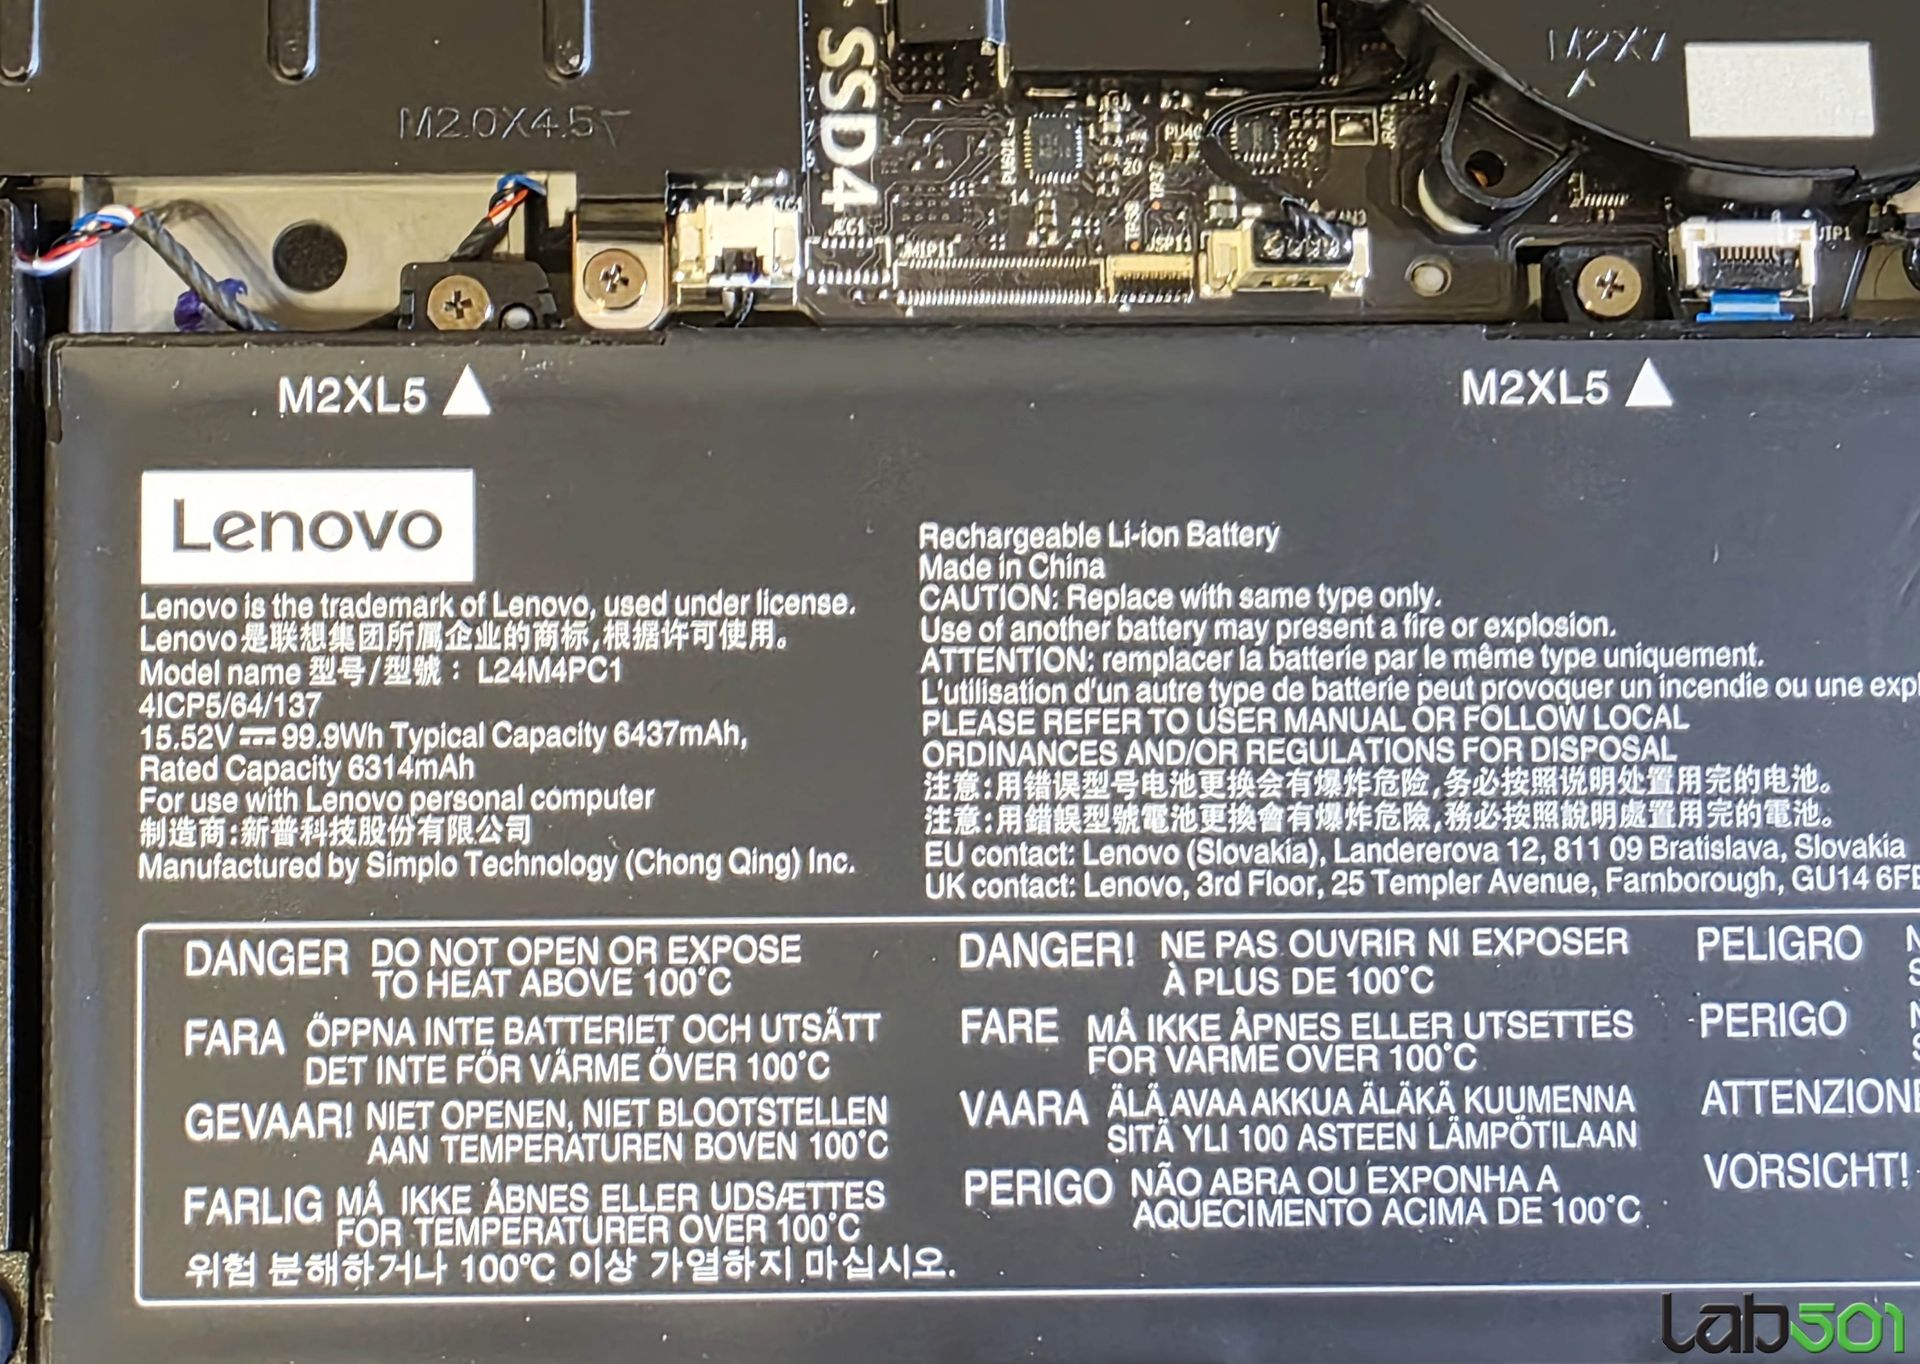 M2.0X4.5
SSD4
M2X7
PU602
14
PU40
20
JEC1
JMIP11
JSP11
JTP1
M2XL5
M2XL5
Lenovo
Lenovo is the trademark of Lenovo, used under license.
Lenovo 是联想集团所属企业的商标,根据许可使用。
Model name 型号/型號： L24M4PC1
4ICP5/64/137
15.52V 99.9Wh Typical Capacity 6437mAh,
Rated Capacity 6314mAh
For use with Lenovo personal computer
制造商:新普科技股份有限公司
Manufactured by Simplo Technology (Chong Qing) Inc.
Rechargeable Li-ion Battery
Made in China
CAUTION: Replace with same type only.
Use of another battery may present a fire or explosion.
ATTENTION: remplacer la batterie par le même type uniquement.
L'utilisation d'un autre type de batterie peut provoquer un incendie ou une expl
PLEASE REFER TO USER MANUAL OR FOLLOW LOCAL
ORDINANCES AND/OR REGULATIONS FOR DISPOSAL
注意:用错误型号电池更换会有爆炸危险,务必按照说明处置用完的电池。
注意:用錯誤型號電池更換會有爆炸危險,務必按照說明處置用完的電池。
EU contact: Lenovo (Slovakia), Landererova 12, 811 09 Bratislava, Slovakia
UK contact: Lenovo, 3rd Floor, 25 Templer Avenue, Farnborough, GU14 6FE
DANGER DO NOT OPEN OR EXPOSE
TO HEAT ABOVE 100°C
FARA ÖPPNA INTE BATTERIET OCH UTSÄTT
DET INTE FÖR VÄRME ÖVER 100°C
GEVAAR! NIET OPENEN, NIET BLOOTSTELLEN
AAN TEMPERATUREN BOVEN 100°C
FARLIG MÅ IKKE ÅBNES ELLER UDSÆTTES
FOR TEMPERATURER OVER 100°C
위험 분해하거나 100°C 이상 가열하지 마십시오.
DANGER! NE PAS OUVRIR NI EXPOSER
À PLUS DE 100°C
FARE MÅ IKKE ÅPNES ELLER UTSETTES
FOR VARME OVER 100°C
VAARA ÄLÄ AVAA AKKUA ÄLÄKÄ KUUMENNA
SITÄ YLI 100 ASTEEN LÄMPÖTILAAN
PERIGO NÃO ABRA OU EXPONHA A
AQUECIMENTO ACIMA DE 100°C
PELIGRO
PERIGO
ATTENZIONE
VORSICHT!
Lab501